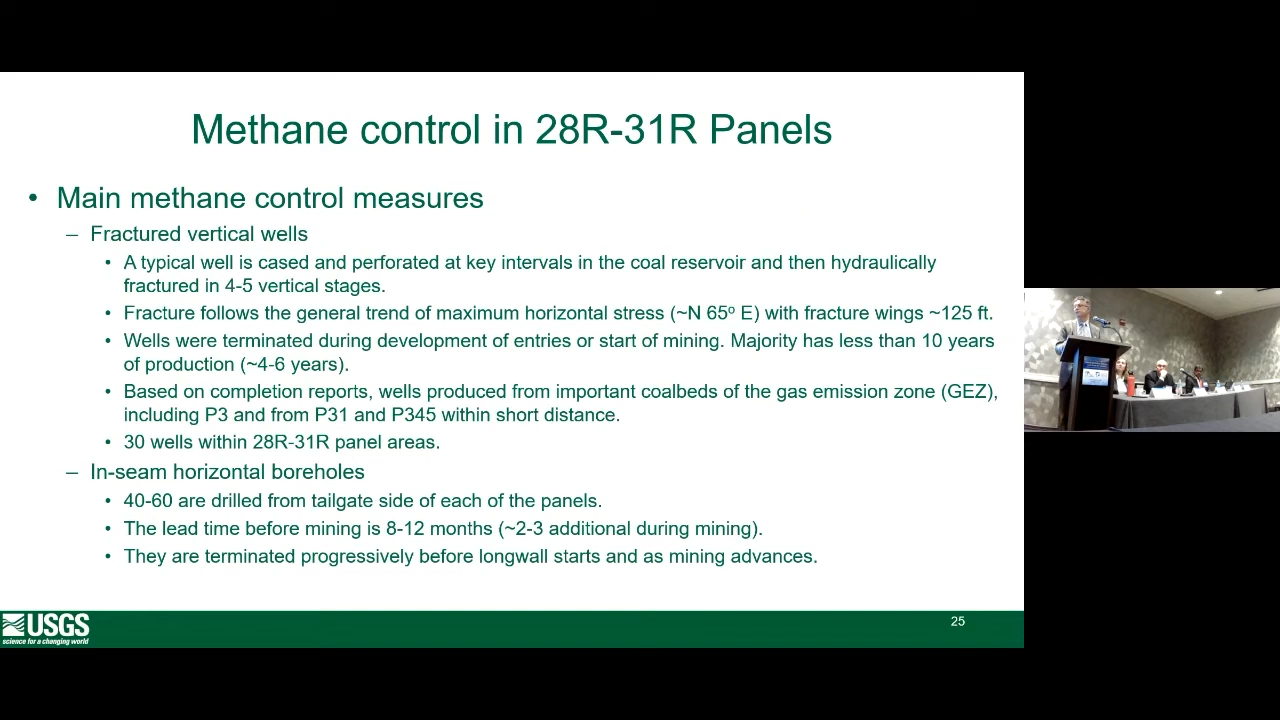 Methane control in 28R-31R Panels
• Main methane control measures
– Fractured vertical wells
• A typical well is cased and perforated at key intervals in the coal reservoir and then hydraulically
fractured in 4-5 vertical stages.
• Fracture follows the general trend of maximum horizontal stress (~N 65º E) with fracture wings ~125 ft.
• Wells were terminated during development of entries or start of mining. Majority has less than 10 years
of production (~4-6 years).
• Based on completion reports, wells produced from important coalbeds of the gas emission zone (GEZ),
including P3 and from P31 and P345 within short distance.
• 30 wells within 28R-31R panel areas.
– In-seam horizontal boreholes
• 40-60 are drilled from tailgate side of each of the panels.
• The lead time before mining is 8-12 months (~2-3 additional during mining).
• They are terminated progressively before longwall starts and as mining advances.
USGS
science for a changing world
25